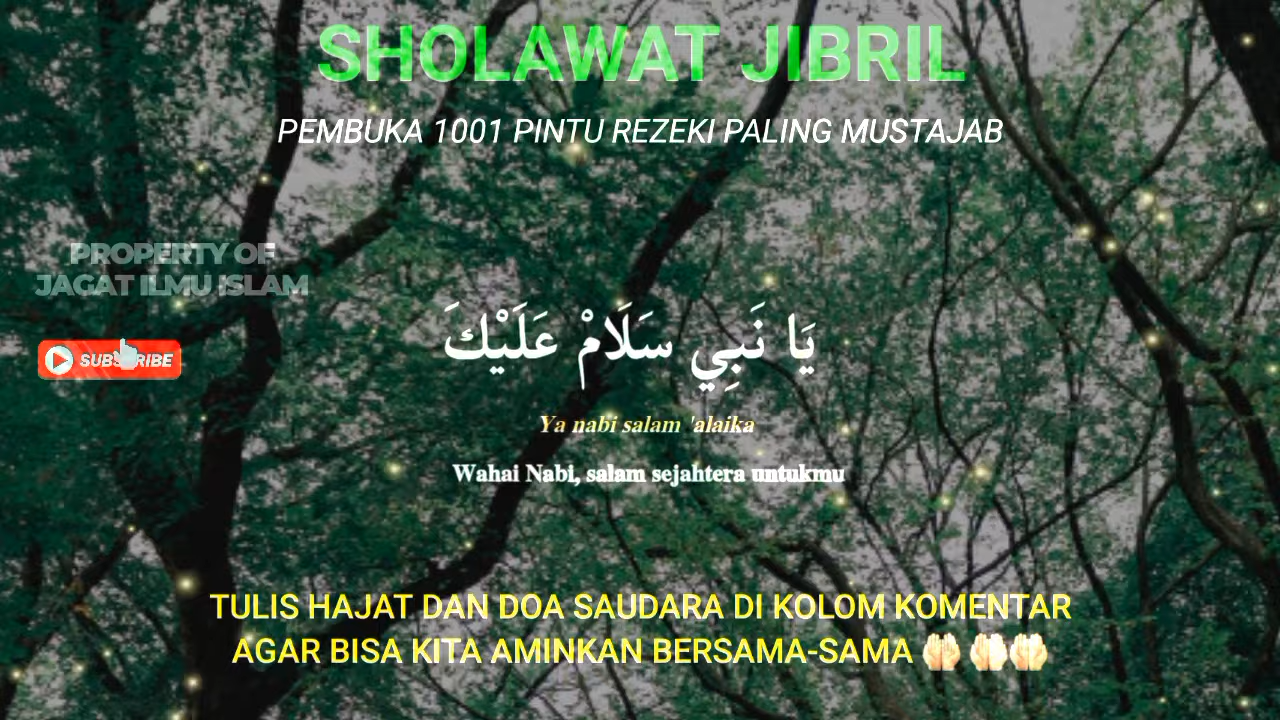 SHOLAWAT JIBRIL
PEMBUKA 1001 PINTU REZEKI PALING MUSTAJAB
PROPERTY OF
JAGAT ILMU ISLAM
SUBSCRIBE
يَا نَبِي سَلَامْ عَلَيْكَ
Ya nabi salam 'alaika
Wahai Nabi, salam sejahtera untukmu
TULIS HAJAT DAN DOA SAUDARA DI KOLOM KOMENTAR
AGAR BISA KITA AMINKAN BERSAMA-SAMA 🤲🏻 🤲🏻🤲🏻